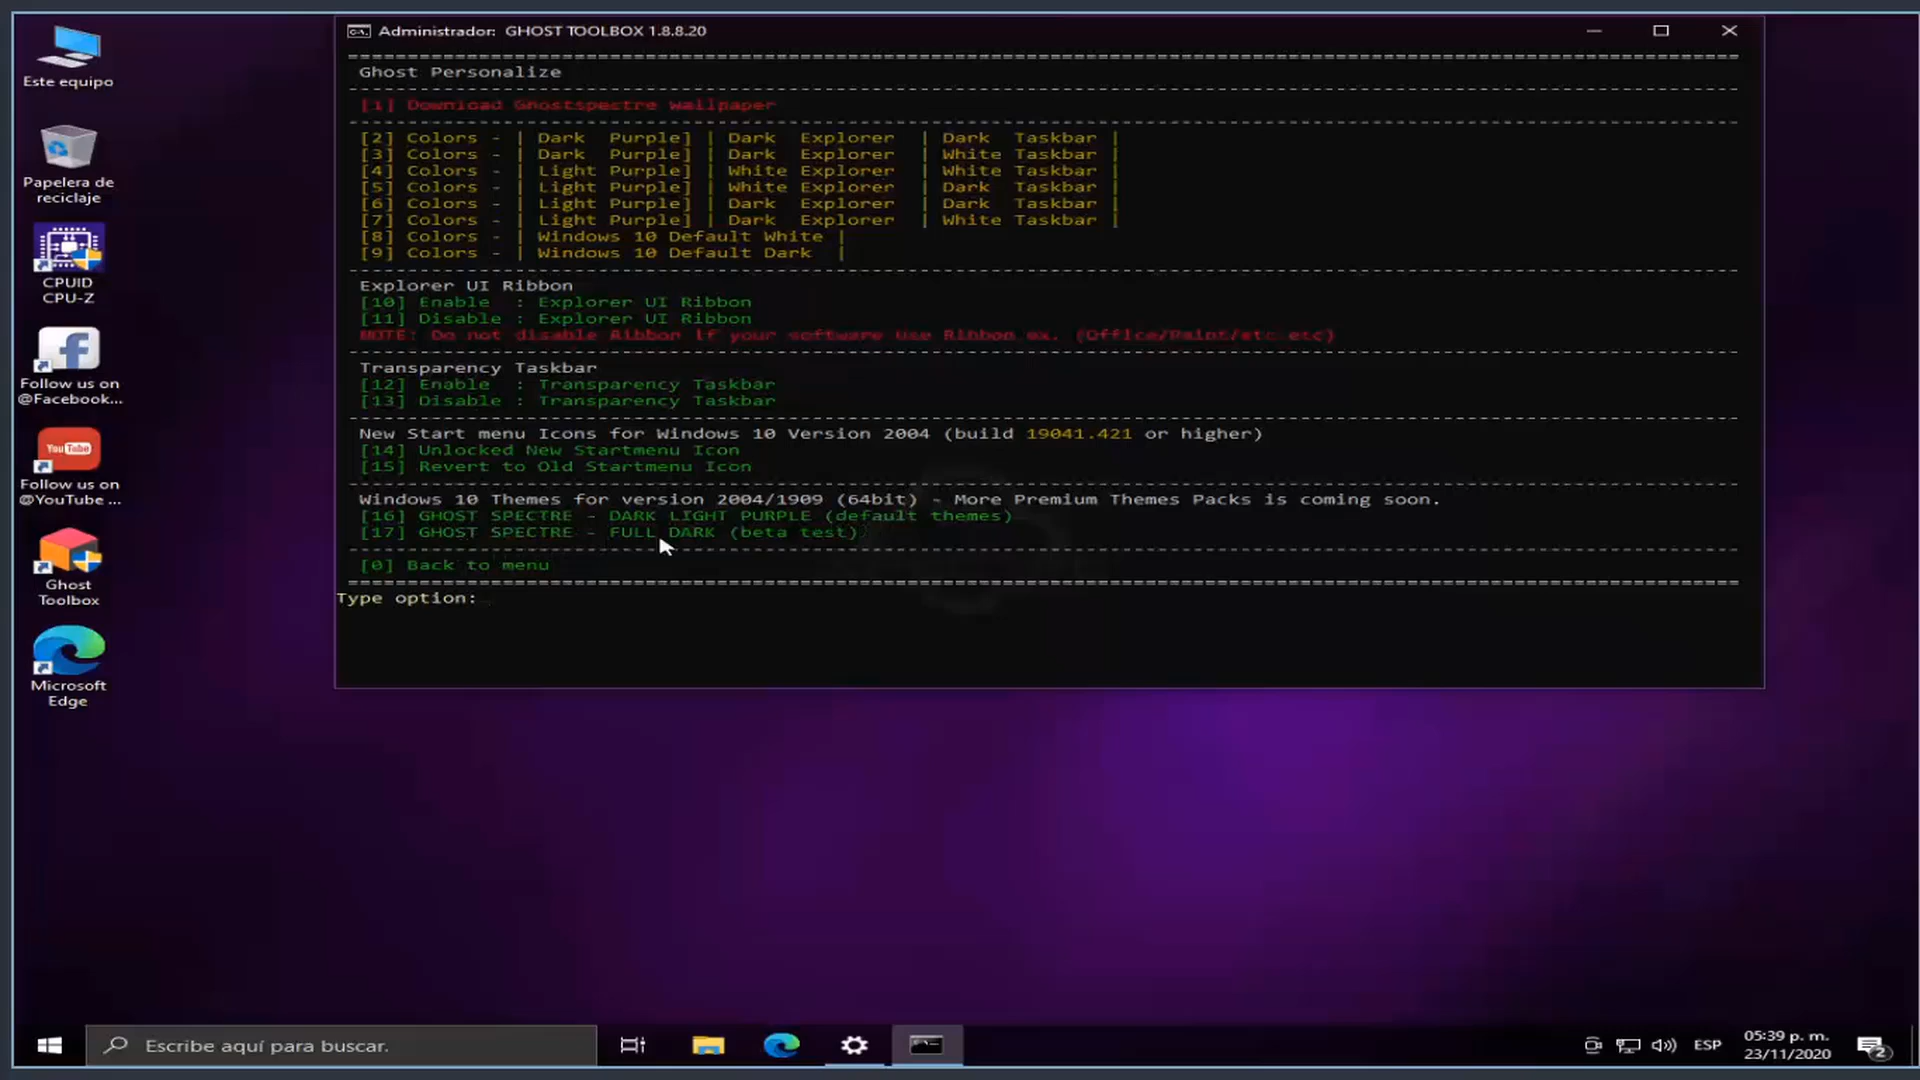 Administrador: GHOST TOOLBOX 1.8.8.20
Ghost Personalize
[1] Download Ghostspectre Wallpaper
[2] Colors - | Dark Purple] | Dark Explorer | Dark Taskbar |
[3] Colors - | Dark Purple] | Dark Explorer | White Taskbar |
[4] Colors - | Light Purple] | White Explorer | White Taskbar |
[5] Colors - | Light Purple] | White Explorer | Dark Taskbar |
[6] Colors - | Light Purple] | Dark Explorer | Dark Taskbar |
[7] Colors - | Light Purple] | Dark Explorer | White Taskbar |
[8] Colors - | Windows 10 Default White |
[9] Colors - | Windows 10 Default Dark |
Explorer UI Ribbon
[10] Enable : Explorer UI Ribbon
[11] Disable : Explorer UI Ribbon
NOTE: Do not disable Ribbon if your software use Ribbon ex. (Office/Paint/etc etc)
Transparency Taskbar
[12] Enable : Transparency Taskbar
[13] Disable : Transparency Taskbar
New Start menu Icons for Windows 10 Version 2004 (build 19041.421 or higher)
[14] Unlocked New Startmenu Icon
[15] Revert to Old Startmenu Icon
Windows 10 Themes for version 2004/1909 (64bit) - More Premium Themes Packs is coming soon.
[16] GHOST SPECTRE - DARK LIGHT PURPLE (default themes)
[17] GHOST SPECTRE - FULL DARK (beta test)
[0] Back to menu
Type option:
Este equipo
Papelera de
reciclaje
CPUID
CPU-Z
Follow us on
@Facebook...
You Tube
Follow us on
@YouTube ...
Ghost
Toolbox
Microsoft
Edge
Escribe aquí para buscar.
ESP
05:39 p. m.
23/11/2020
2